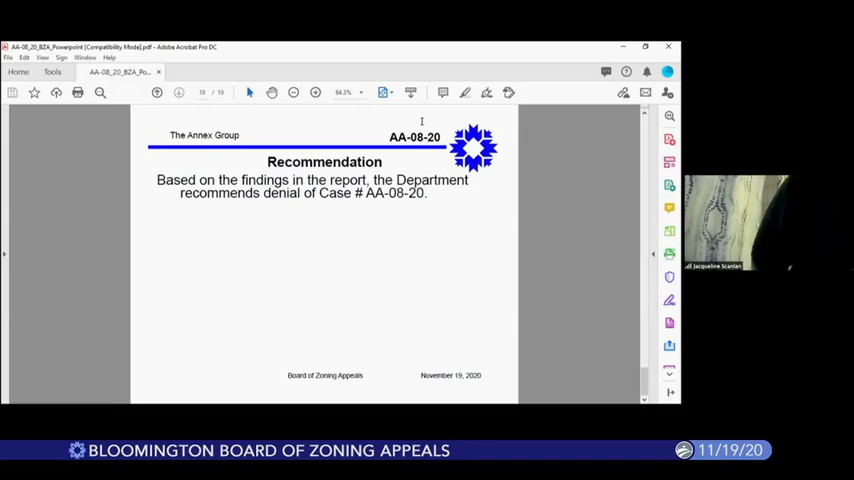 AA-08_20_BZA_Powerpoint [Compatibility Mode].pdf - Adobe Acrobat Pro DC
File Edit View Sign Window Help
Home Tools AA-08_20_BZA_Po... ×
10 / 10 64.3%
The Annex Group
AA-08-20
Recommendation
Based on the findings in the report, the Department
recommends denial of Case # AA-08-20.
Board of Zoning Appeals November 19, 2020
Jacqueline Scanlan
BLOOMINGTON BOARD OF ZONING APPEALS
11/19/20